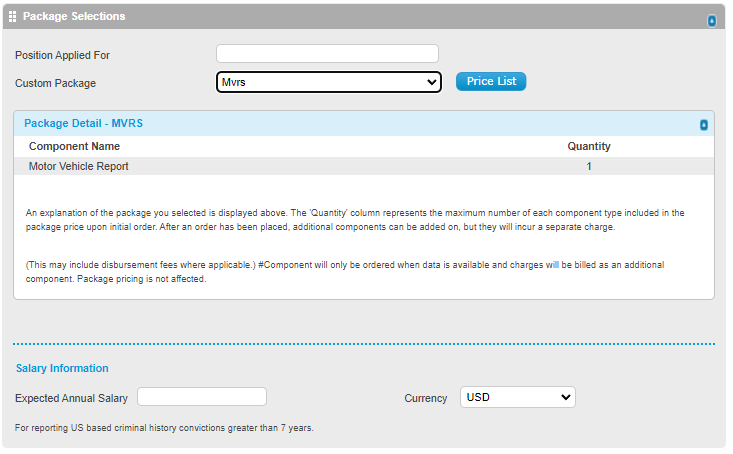 Package Selections
Position Applied For
Custom Package Mvrs Price List
Package Detail - MVRS
Component Name Quantity
Motor Vehicle Report 1
An explanation of the package you selected is displayed above. The 'Quantity' column represents the maximum number of each component type included in the
package price upon initial order. After an order has been placed, additional components can be added on, but they will incur a separate charge.
(This may include disbursement fees where applicable.) #Component will only be ordered when data is available and charges will be billed as an additional
component. Package pricing is not affected.
Salary Information
Expected Annual Salary Currency USD
For reporting US based criminal history convictions greater than 7 years.